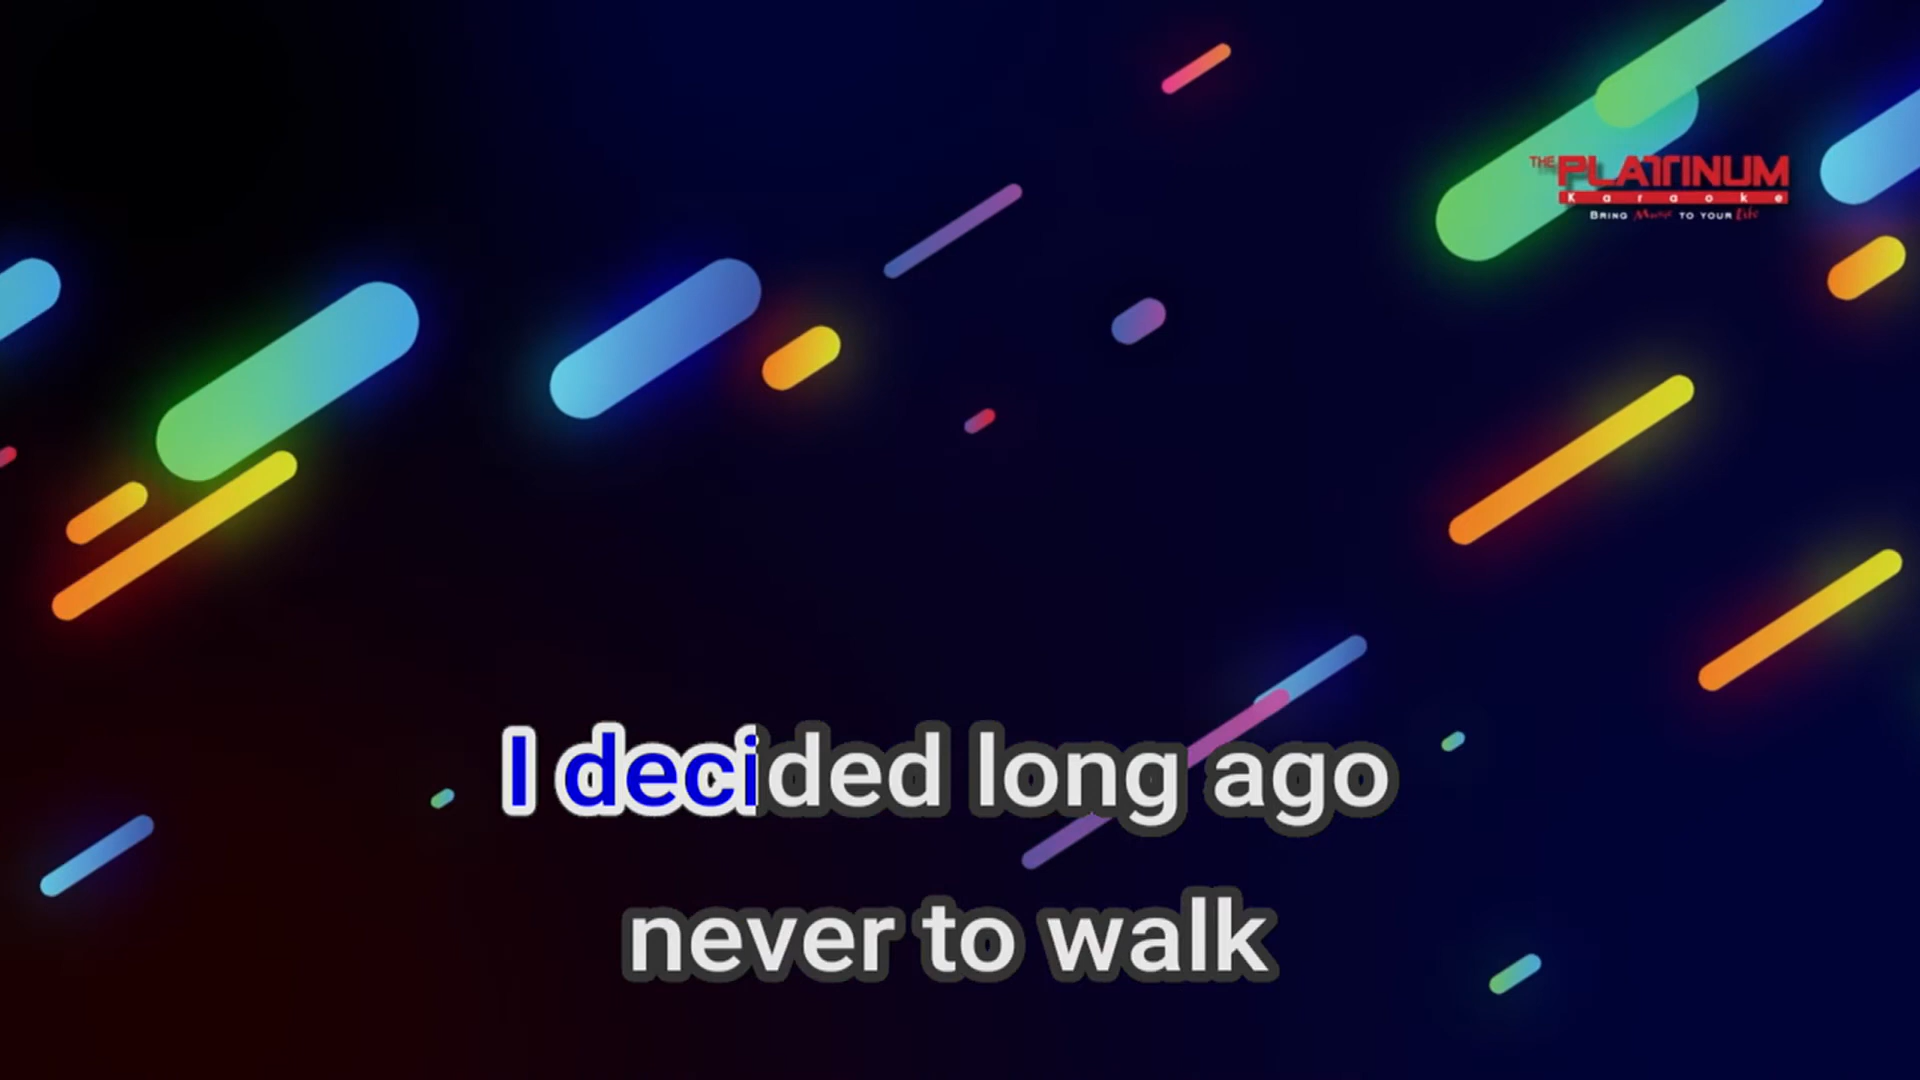 THE PLATINUM
Karaoke
BRING Music TO YOUR Life
I decided long ago
never to walk